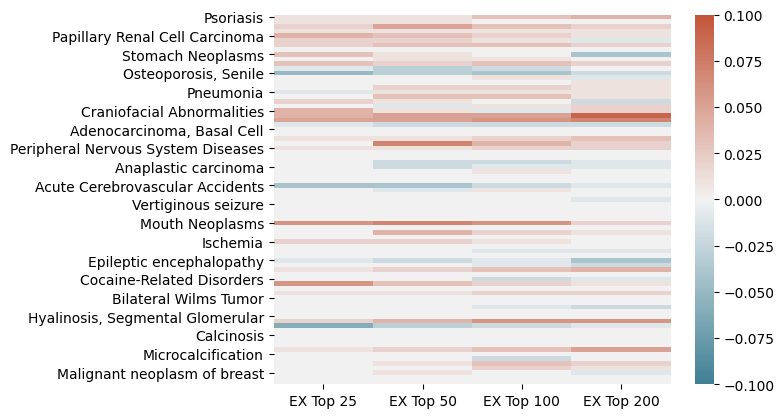 Psoriasis
Papillary Renal Cell Carcinoma
Stomach Neoplasms
Osteoporosis, Senile
Pneumonia
Craniofacial Abnormalities
Adenocarcinoma, Basal Cell
Peripheral Nervous System Diseases
Anaplastic carcinoma
Acute Cerebrovascular Accidents
Vertiginous seizure
Mouth Neoplasms
Ischemia
Epileptic encephalopathy
Cocaine-Related Disorders
Bilateral Wilms Tumor
Hyalinosis, Segmental Glomerular
Calcinosis
Microcalcification
Malignant neoplasm of breast
EX Top 25 EX Top 50 EX Top 100 EX Top 200
0.100
0.075
0.050
0.025
0.000
−0.025
−0.050
−0.075
−0.100